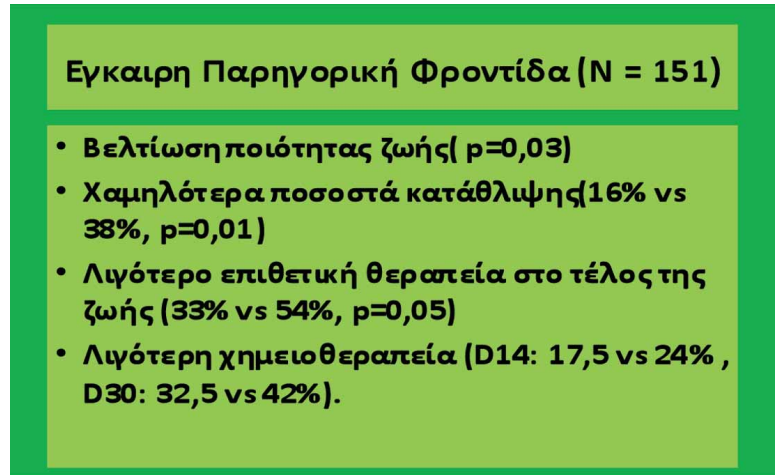 Εγκαιρη Παρηγορική Φροντίδα (N = 151)
• Βελτίωση ποιότητας ζωής( p=0,03)
• Χαμηλότερα ποσοστά κατάθλιψης(16% vs
38%, p=0,01)
• Λιγότερο επιθετική θεραπεία στο τέλος της
ζωής (33% vs 54%, p=0,05)
• Λιγότερη χημειοθεραπεία (D14: 17,5 vs 24% ,
D30: 32,5 vs 42%).